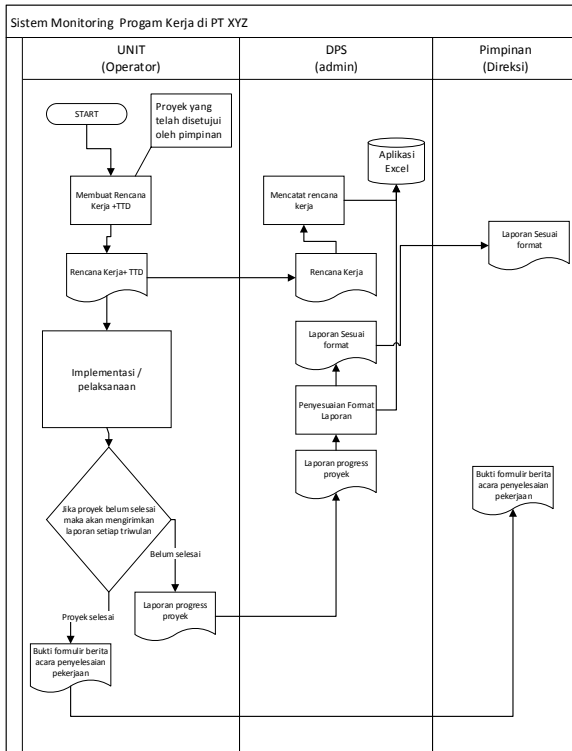 Sistem Monitoring Progam Kerja di PT XYZ
UNIT
(Operator)
DPS
(admin)
Pimpinan
(Direksi)
START
Proyek yang
telah disetujui
oleh pimpinan
Membuat Rencana
Kerja +TTD
Rencana Kerja+ TTD
Implementasi /
pelaksanaan
Jika proyek belum selesai
maka akan mengirimkan
laporan setiap triwulan
Belum selesai
Proyek selesai
Laporan progress
proyek
Bukti formulir berita
acara penyelesaian
pekerjaan
Aplikasi
Excel
Mencatat rencana
kerja
Rencana Kerja
Laporan Sesuai
format
Penyesuaian Format
Laporan
Laporan progress
proyek
Laporan Sesuai
format
Bukti formulir berita
acara penyelesaian
pekerjaan